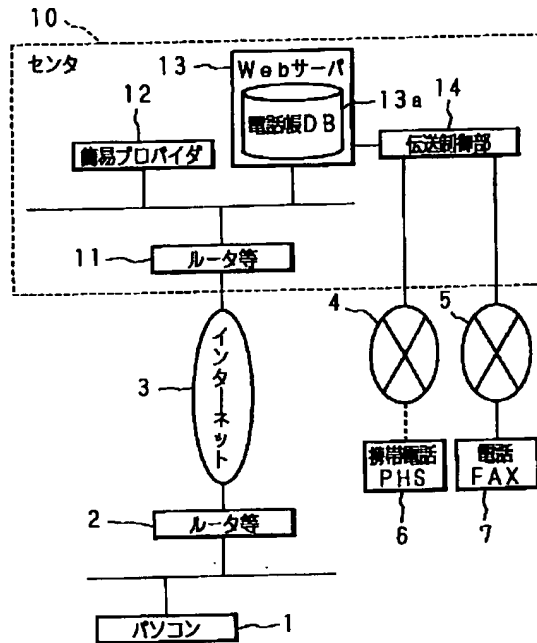 10
センタ
13
Webサーバ
13a
電話帳DB
12
簡易プロバイダ
14
伝送制御部
11
ルータ等
4
5
3
インターネット
携帯電話
PHS
電話
FAX
6
7
2
ルータ等
パソコン
1